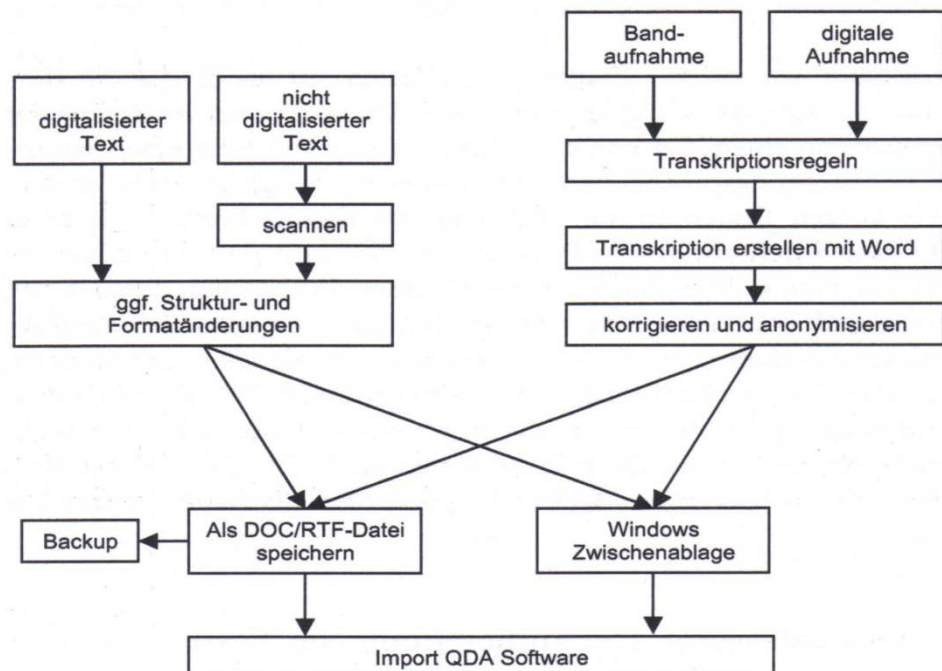 Band-
aufnahme
digitale
Aufnahme
digitalisierter
Text
nicht
digitalisierter
Text
Transkriptionsregeln
scannen
Transkription erstellen mit Word
ggf. Struktur- und
Formatänderungen
korrigieren und anonymisieren
Backup
Als DOC/RTF-Datei
speichern
Windows
Zwischenablage
Import QDA Software